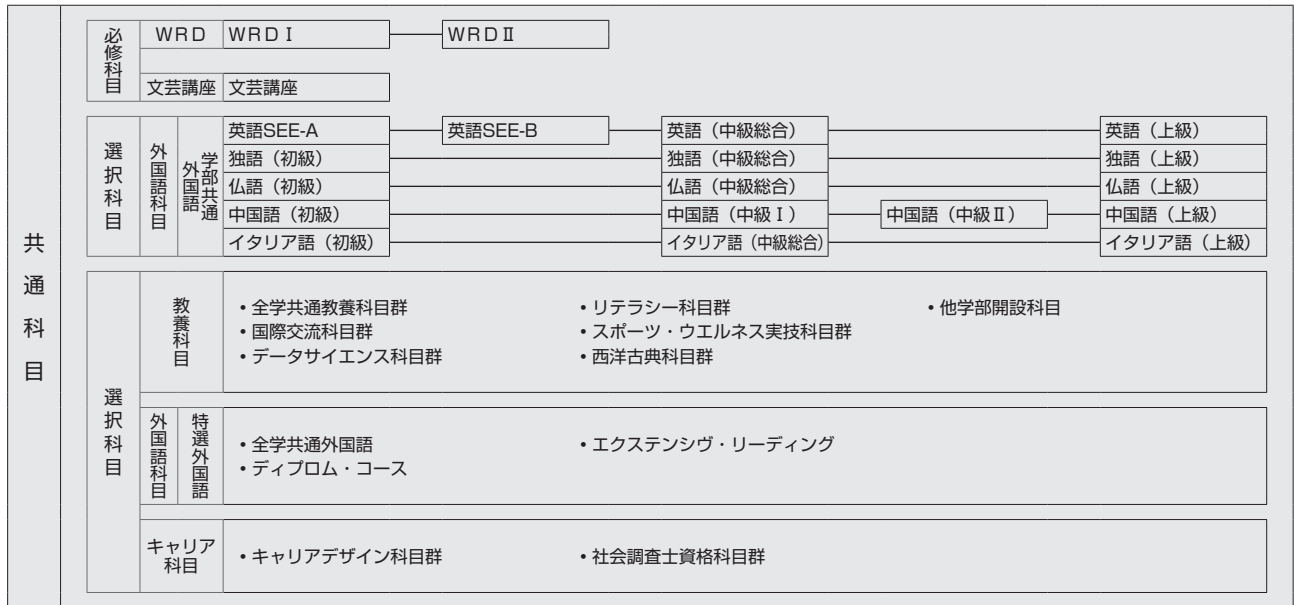 共通科目
必修科目
WRD WRDⅠ WRDⅡ
文芸講座 文芸講座
選択科目
外国語科目
学部共通外国語
英語SEE-A 英語SEE-B 英語（中級総合） 英語（上級）
独語（初級） 独語（中級総合） 独語（上級）
仏語（初級） 仏語（中級総合） 仏語（上級）
中国語（初級） 中国語（中級Ⅰ） 中国語（中級Ⅱ） 中国語（上級）
イタリア語（初級） イタリア語（中級総合） イタリア語（上級）
選択科目
教養科目
•全学共通教養科目群 •リテラシー科目群 •他学部開設科目
•国際交流科目群 •スポーツ・ウエルネス実技科目群
•データサイエンス科目群 •西洋古典科目群
外国語科目
特選外国語
•全学共通外国語 •エクステンシヴ・リーディング
•ディプロム・コース
キャリア
科目
•キャリアデザイン科目群 •社会調査士資格科目群